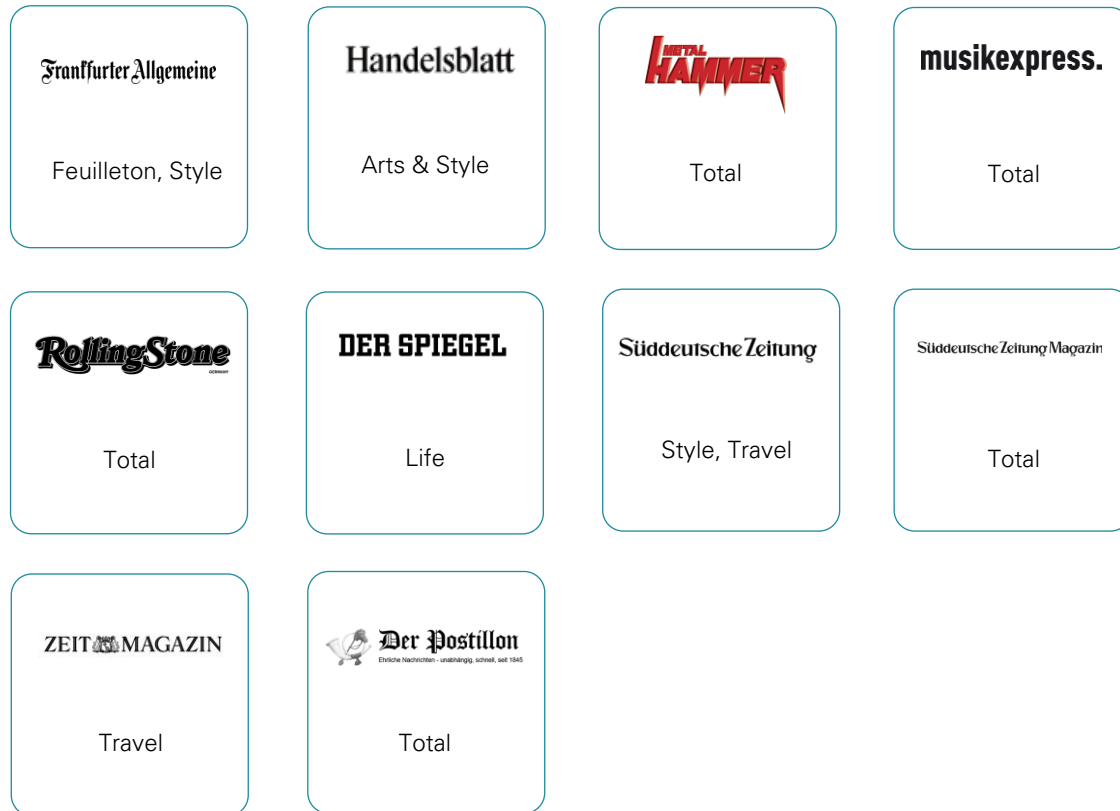 Frankfurter Allgemeine
Feuilleton, Style
Handelsblatt
Arts & Style
METAL
HAMMER
Total
musikexpress.
Total
RollingStone
GERMANY
Total
DER SPIEGEL
Life
Süddeutsche Zeitung
Style, Travel
Süddeutsche Zeitung Magazin
Total
ZEIT MAGAZIN
Travel
Der Postillon
Ehrliche Nachrichten - unabhängig, schnell, seit 1845
Total